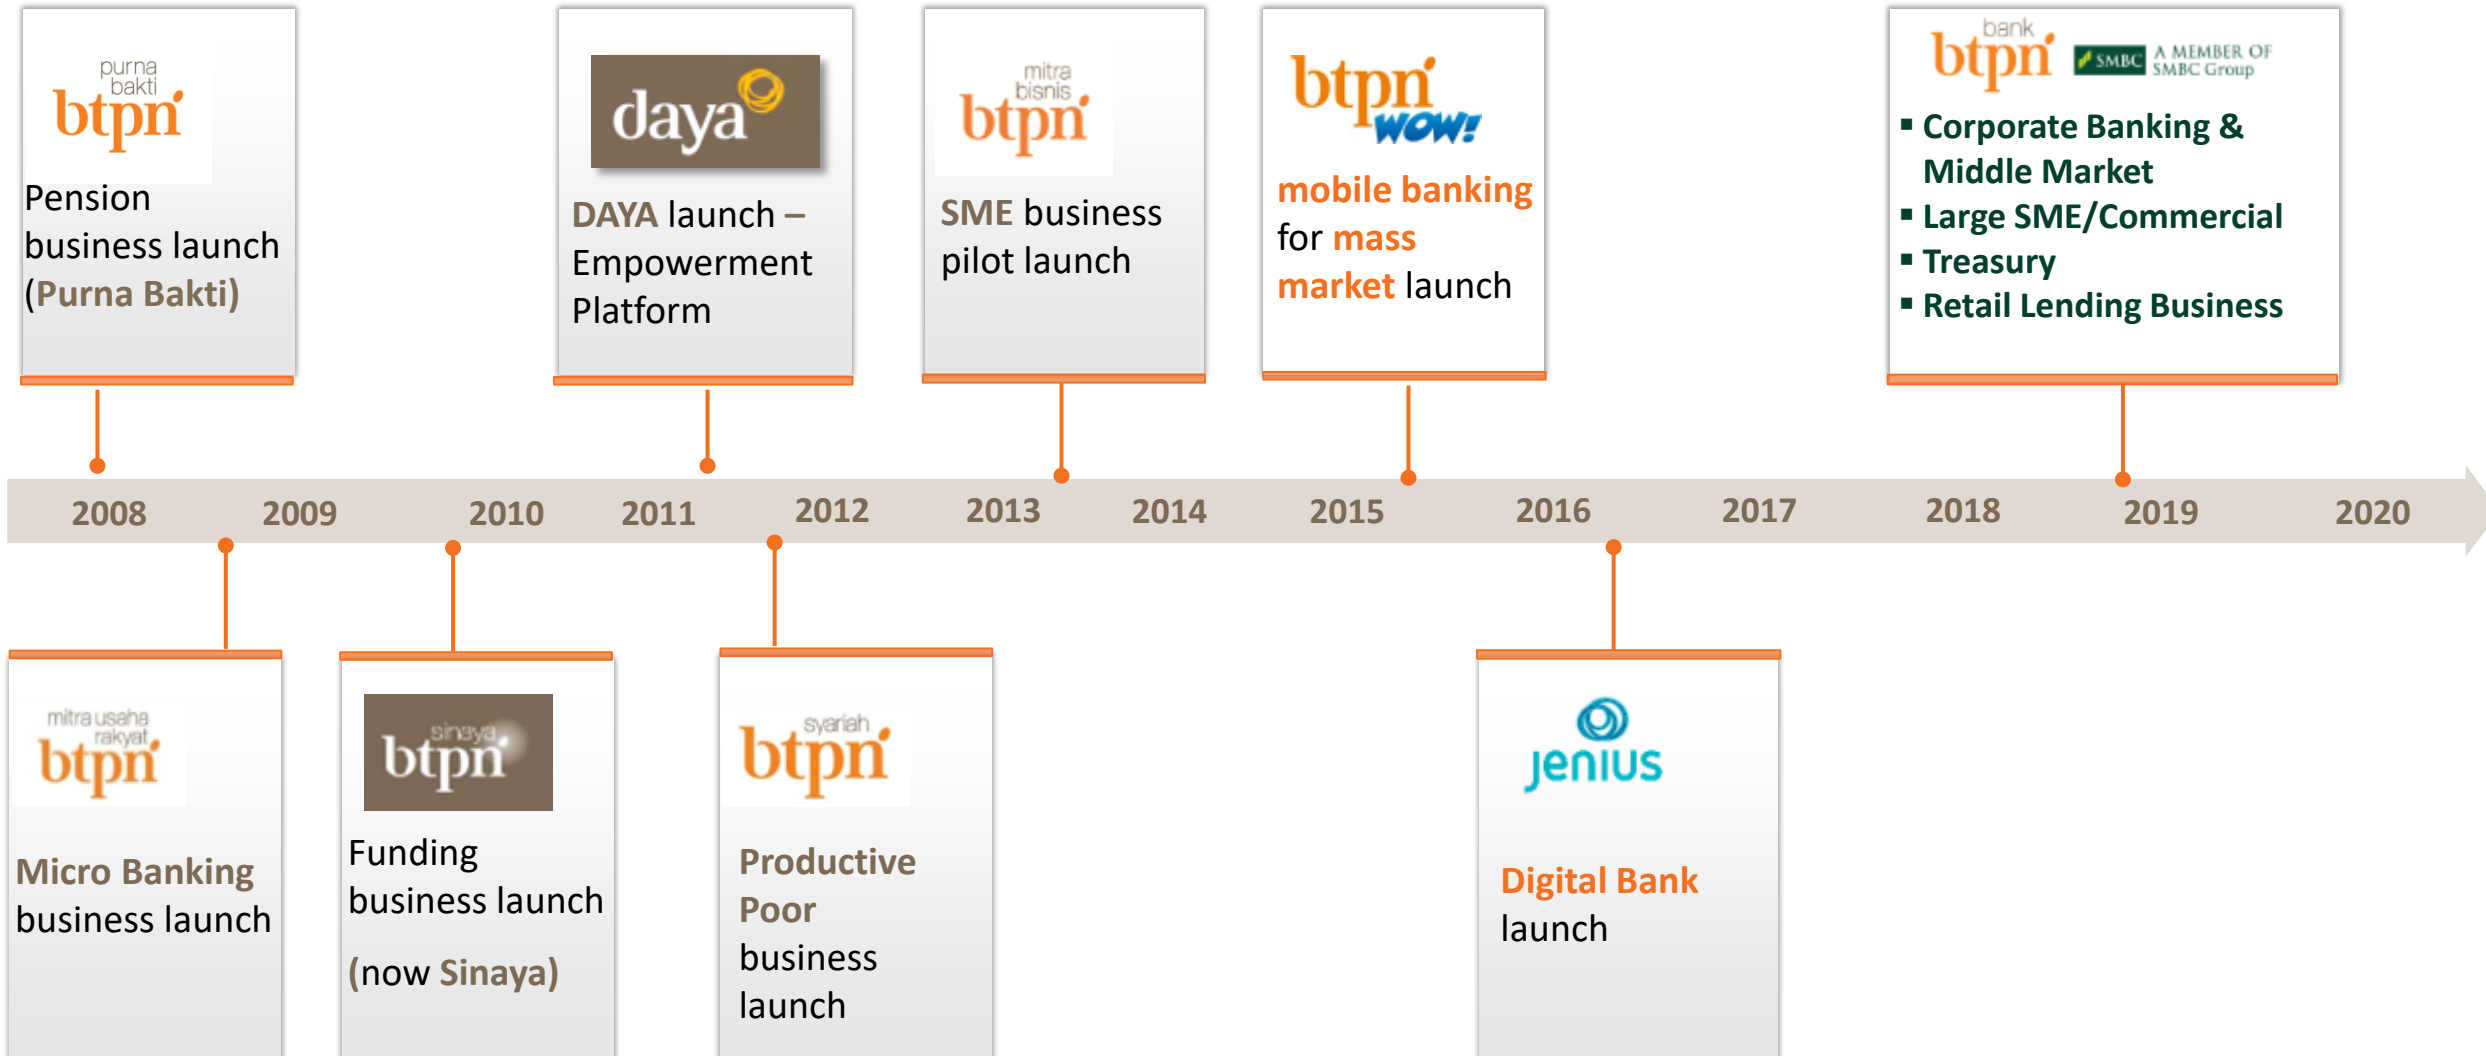 purna
bakti
btpn
Pension
business launch
(Purna Bakti)
daya
DAYA launch –
Empowerment
Platform
mitra
bisnis
btpn
SME business
pilot launch
btpn
WOW!
mobile banking
for mass
market launch
bank
btpn
SMBC
A MEMBER OF
SMBC Group
▪ Corporate Banking &
Middle Market
▪ Large SME/Commercial
▪ Treasury
▪ Retail Lending Business
2008 2009 2010 2011 2012 2013 2014 2015 2016 2017 2018 2019 2020
mitra usaha
rakyat
btpn
Micro Banking
business launch
sinaya
btpn
Funding
business launch
(now Sinaya)
syariah
btpn
Productive
Poor
business
launch
jenius
Digital Bank
launch